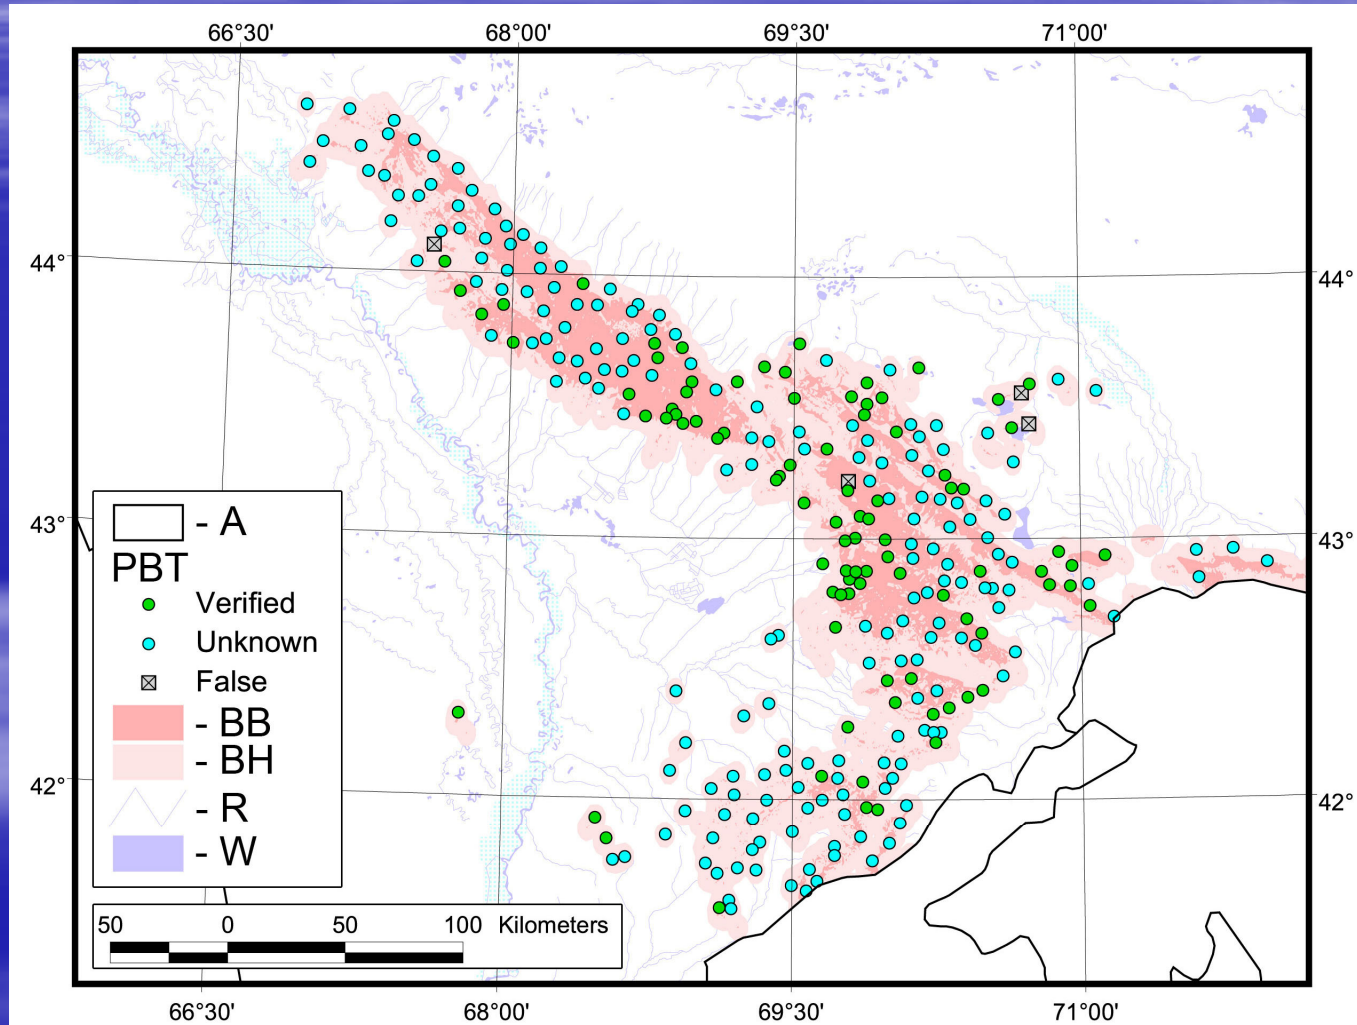 66°30' 68°00' 69°30' 71°00'
44° 44°
43° 43°
42° 42°
- A
PBT
Verified
Unknown
False
- BB
- BH
- R
- W
50 0 50 100 Kilometers
66°30' 68°00' 69°30' 71°00'